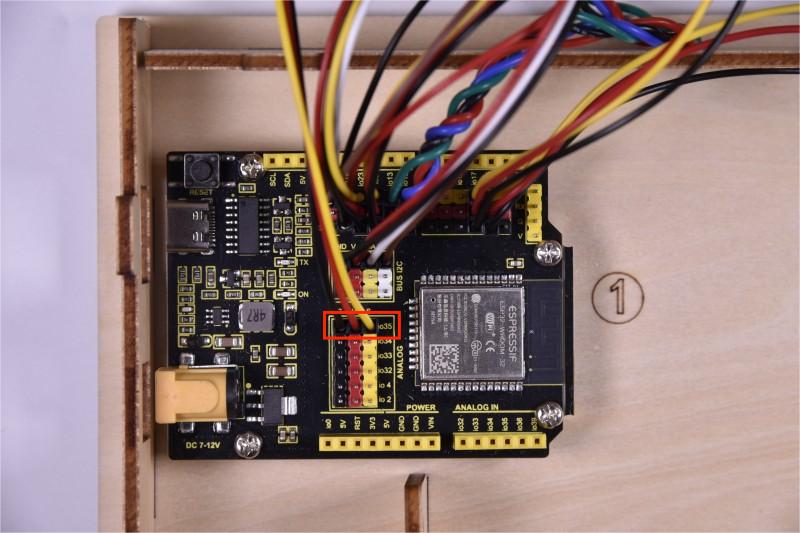 RESET
SCL
SDA
5V
io23
io13
io17
V
TX
ON
V
BUS I2C
4R7
io35
io34
io33
io32
io 4
io 2
ANALOG
1
ESPRESSIF
ESP32-WROOM-32
WiFi
CE
POWER
ANALOG IN
io0
5V
RST
3V3
5V
GND
GND
VIN
io32
io33
io34
io35
io36
io39
DC 7-12V